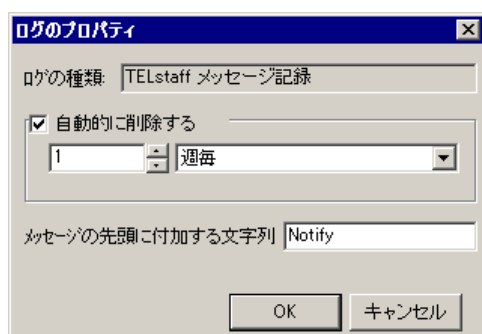 ログのプロパティ
ログの種類: TELstaff メッセージ記録
自動的に削除する
1 週毎
メッセージの先頭に付加する文字列 Notify
OK キャンセル